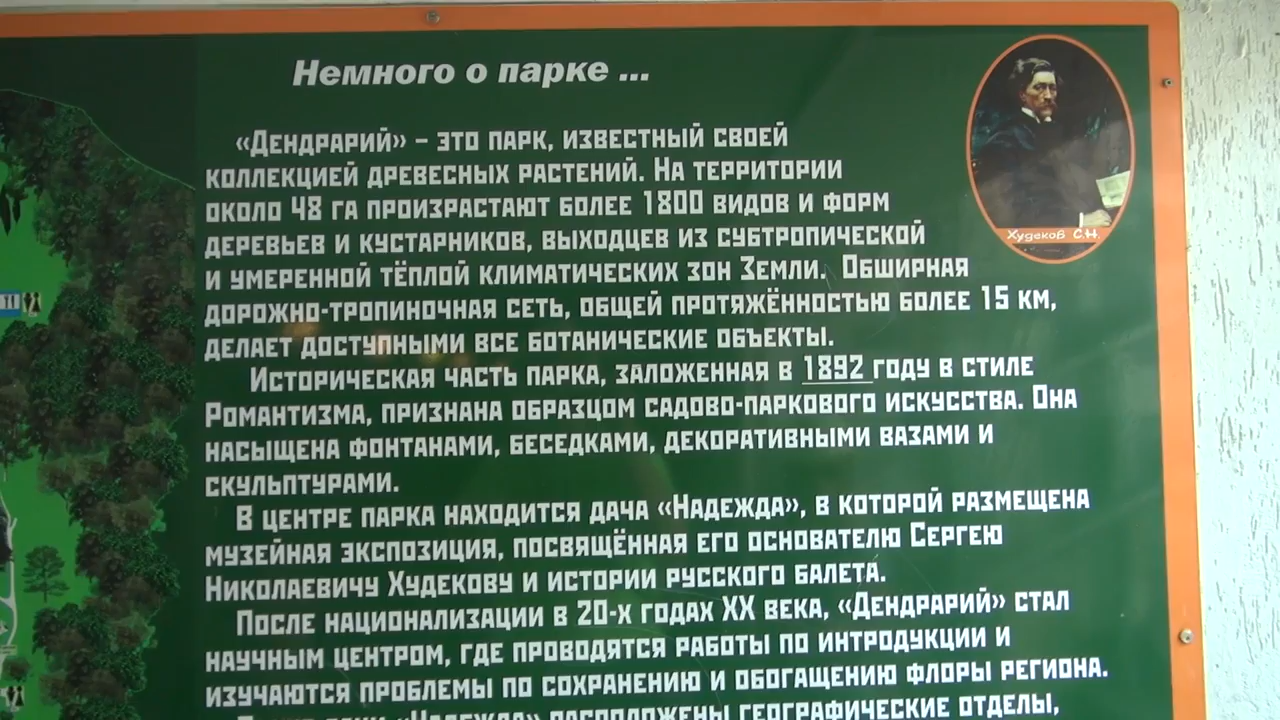 Немного о парке ...
«Дендрарий» – это парк, известный своей
коллекцией древесных растений. На территории
около 48 га произрастают более 1800 видов и форм
деревьев и кустарников, выходцев из субтропической
и умеренной тёплой климатических зон Земли. Обширная
дорожно-тропиночная сеть, общей протяжённостью более 15 км,
делает доступными все ботанические объекты.
Историческая часть парка, заложенная в 1892 году в стиле
Романтизма, признана образцом садово-паркового искусства. Она
насыщена фонтанами, беседками, декоративными вазами и
скульптурами.
В центре парка находится дача «Надежда», в которой размещена
музейная экспозиция, посвящённая его основателю Сергею
Николаевичу Худекову и истории русского балета.
После национализации в 20-х годах XX века, «Дендрарий» стал
научным центром, где проводятся работы по интродукции и
изучаются проблемы по сохранению и обогащению флоры региона.
«Надежда» расположены географические отделы,
Худеков С.Н.